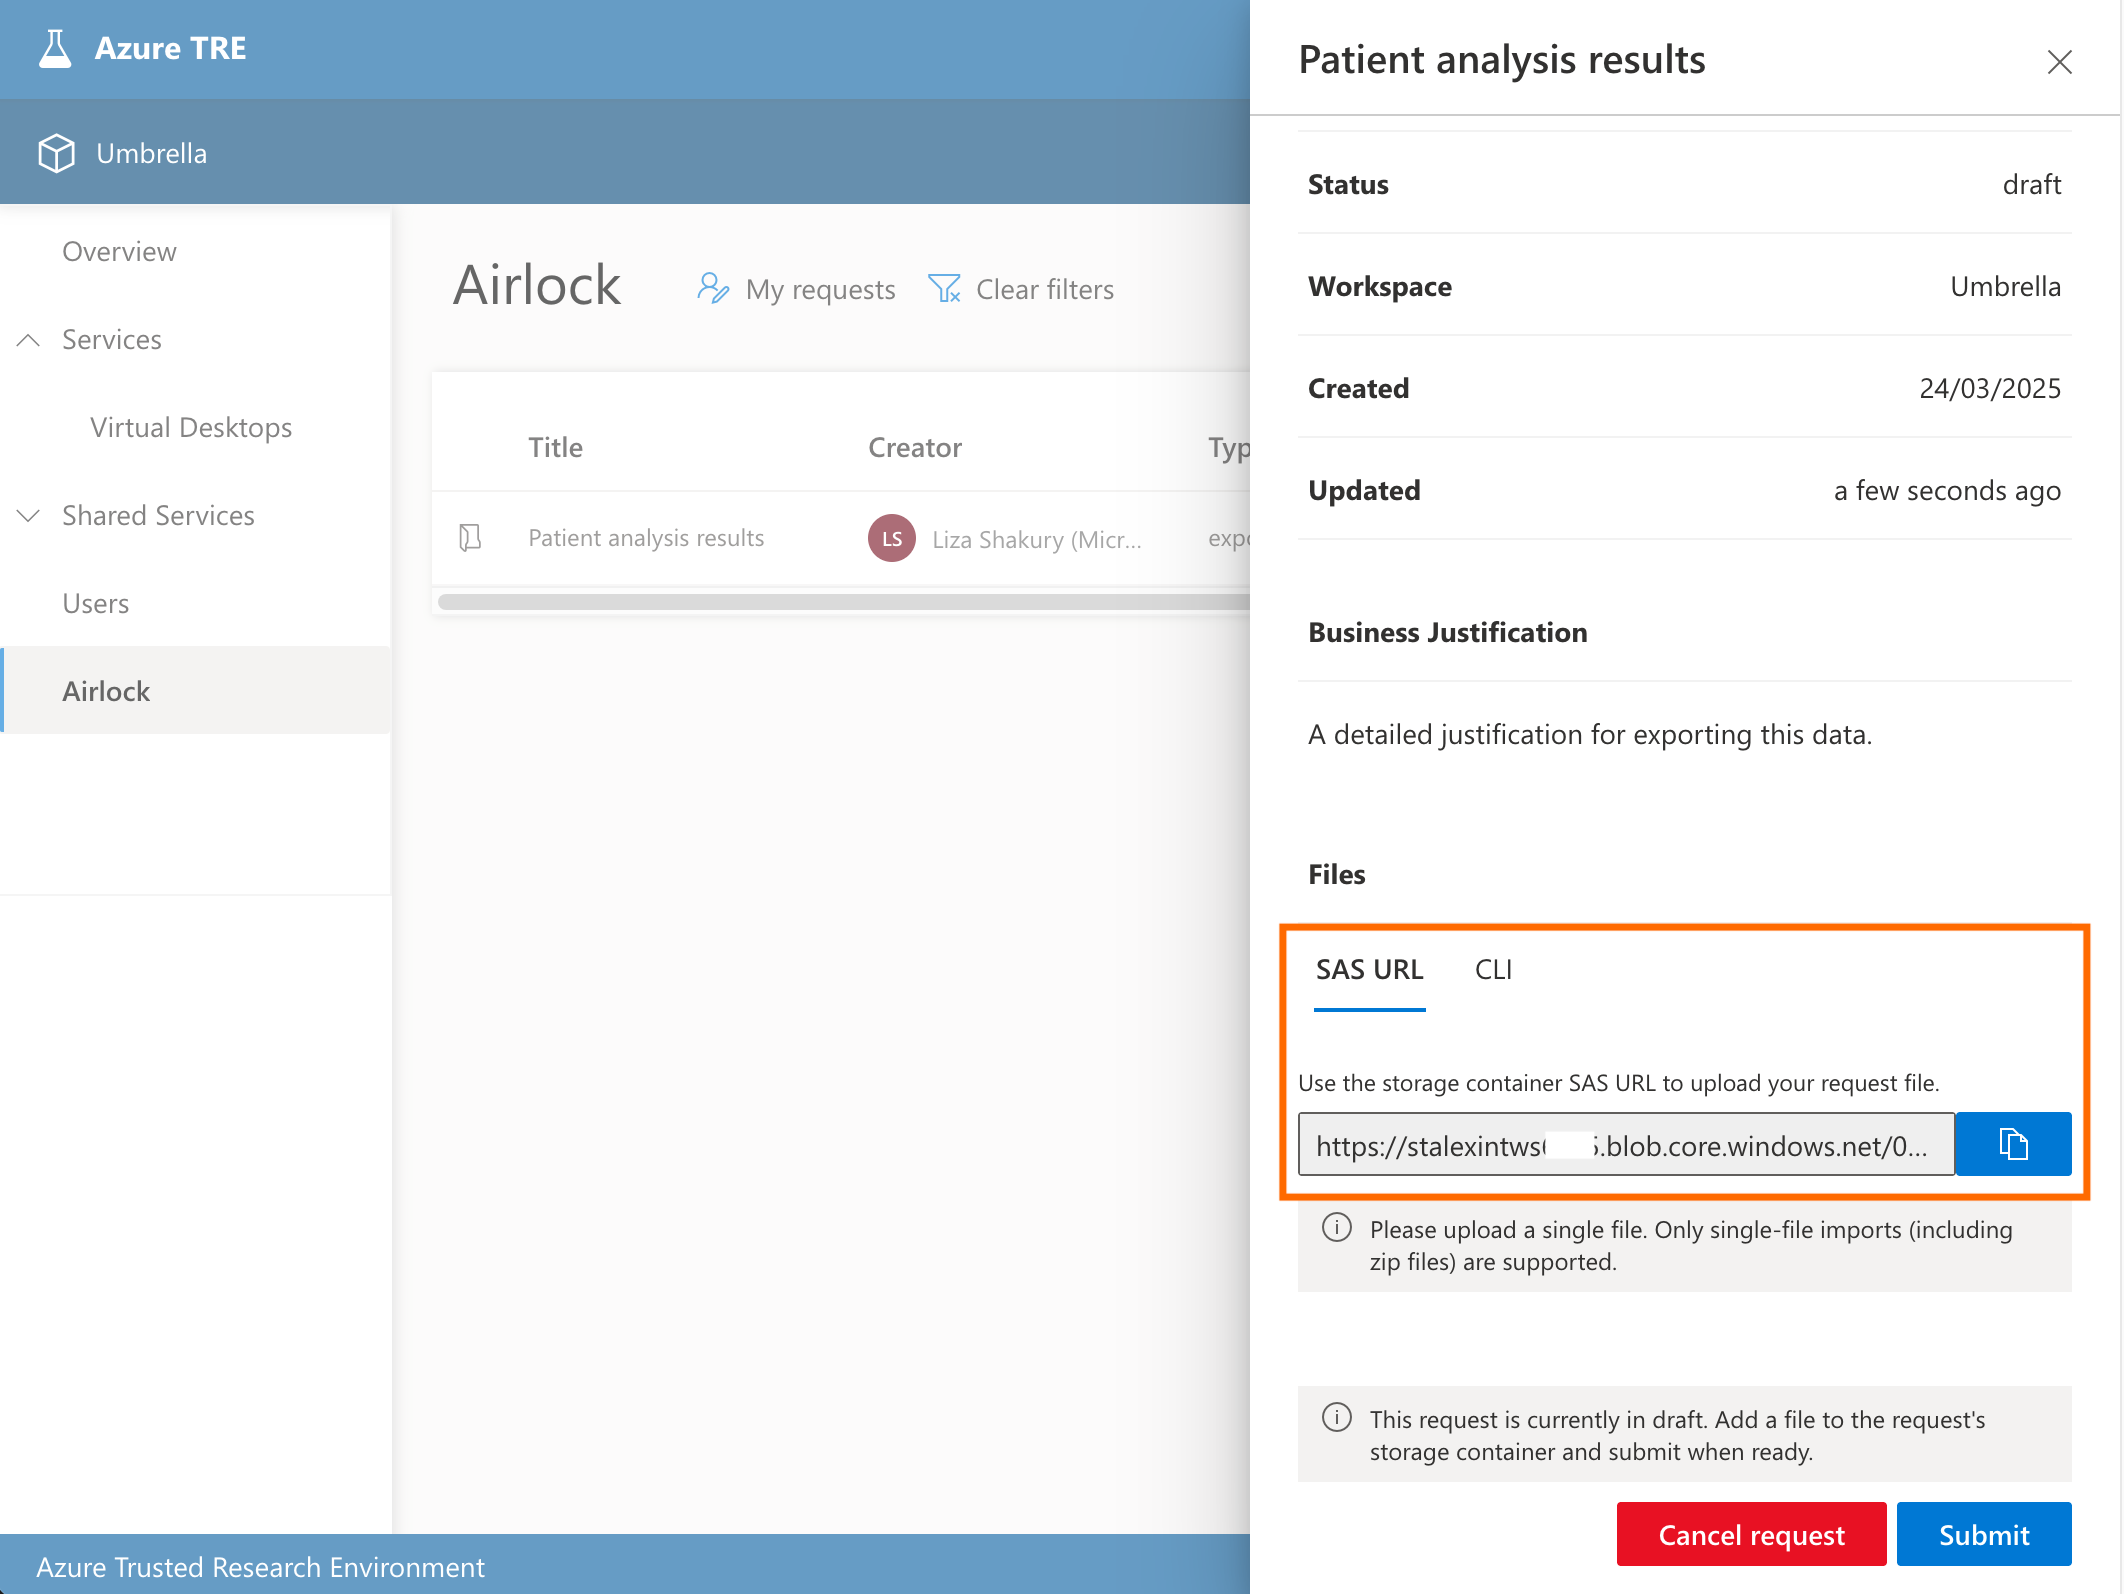 Azure TRE
Umbrella
Overview
Services
Virtual Desktops
Shared Services
Users
Airlock
Airlock
My requests
Clear filters
Title
Creator
Typ
Patient analysis results
LS
Liza Shakury (Micr...
expo
Azure Trusted Research Environment
Patient analysis results
Status
draft
Workspace
Umbrella
Created
24/03/2025
Updated
a few seconds ago
Business Justification
A detailed justification for exporting this data.
Files
SAS URL
CLI
Use the storage container SAS URL to upload your request file.
https://stalexintws .blob.core.windows.net/0...
Please upload a single file. Only single-file imports (including
zip files) are supported.
This request is currently in draft. Add a file to the request's
storage container and submit when ready.
Cancel request
Submit